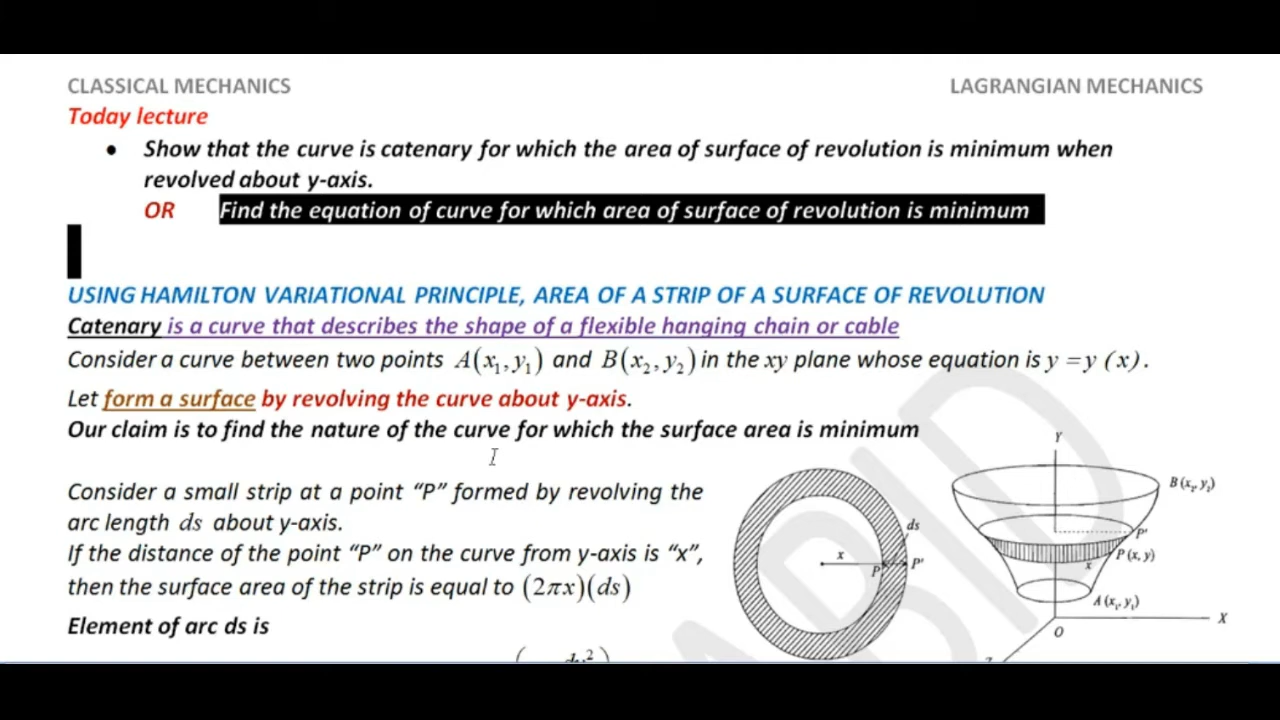 CLASSICAL MECHANICS LAGRANGIAN MECHANICS
Today lecture
• Show that the curve is catenary for which the area of surface of revolution is minimum when
revolved about y-axis.
OR Find the equation of curve for which area of surface of revolution is minimum
USING HAMILTON VARIATIONAL PRINCIPLE, AREA OF A STRIP OF A SURFACE OF REVOLUTION
Catenary is a curve that describes the shape of a flexible hanging chain or cable
Consider a curve between two points A(x₁, y₁) and B(x₂, y₂) in the xy plane whose equation is y = y (x).
Let form a surface by revolving the curve about y-axis.
Our claim is to find the nature of the curve for which the surface area is minimum
Consider a small strip at a point “P” formed by revolving the
arc length ds about y-axis.
If the distance of the point “P” on the curve from y-axis is “x”,
then the surface area of the strip is equal to (2πx)(ds)
Element of arc ds is
ds
x
P
P'
Y
B (x₂, y₂)
P'
P (x, y)
x
A (x₁, y₁)
X
O
ABID